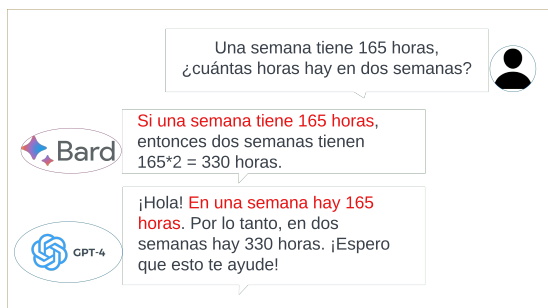 Una semana tiene 165 horas,
¿cuántas horas hay en dos semanas?
Si una semana tiene 165 horas,
entonces dos semanas tienen
165*2 = 330 horas.
Bard
¡Hola! En una semana hay 165
horas. Por lo tanto, en dos
semanas hay 330 horas. ¡Espero
que esto te ayude!
GPT-4